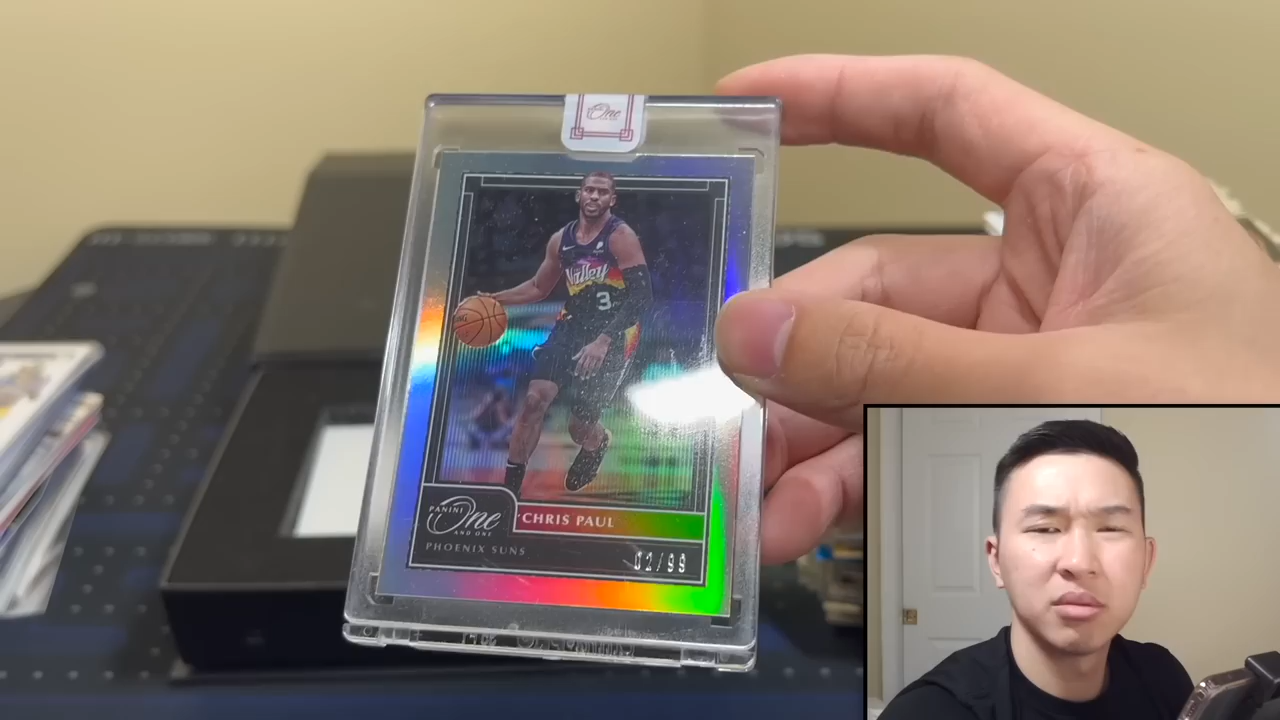 One
Valley
3
PANINI
One
AND ONE
CHRIS PAUL
PHOENIX SUNS
02/99